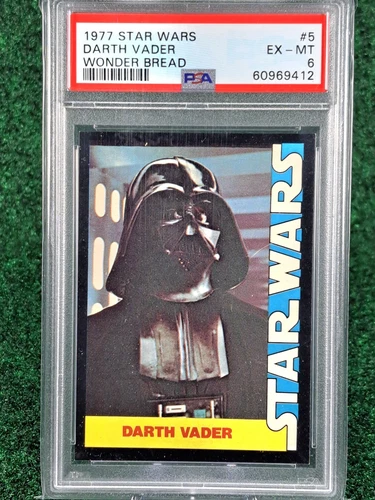 1977 STAR WARS #5
DARTH VADER EX - MT
WONDER BREAD 6
PSA 60969412
STAR WARS
DARTH VADER